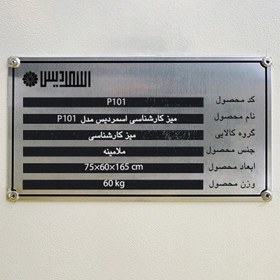 اسمردیس
کد محصول P101
نام محصول میز کارشناسی اسمردیس مدل P101
گروه کالایی میز کارشناسی
جنس محصول ملامینه
ابعاد محصول 75×60×165 cm
وزن محصول 60 kg